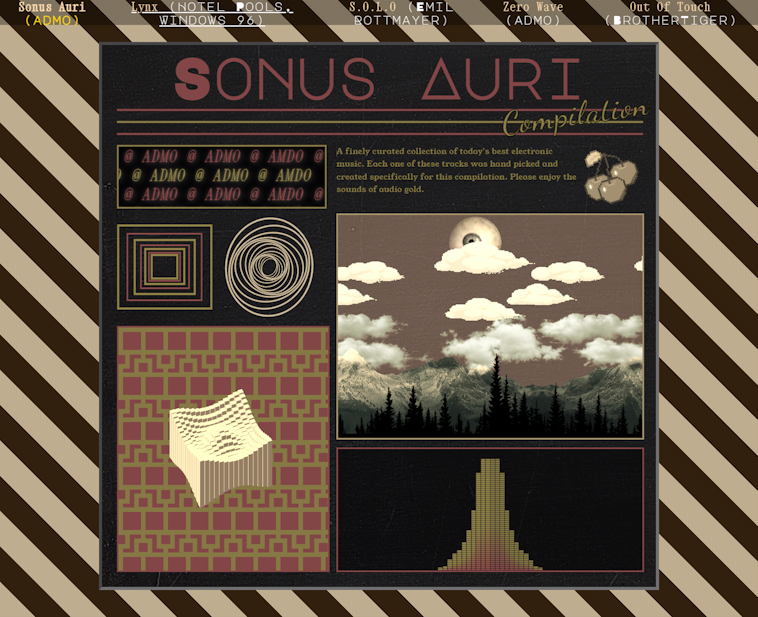 Sonus Auri
(ADMO)
Lynx (NOTEL POOLS,
WINDOWS 96)
S.O.L.O (EMIL
ROTTMAYER)
Zero Wave
(ADMO)
Out Of Touch
(BROTHERTIGER)
SONUS AURI
Compilation
@ ADMO @ ADMO @ AMDO @
@ ADMO @ ADMO @ AMDO
@ ADMO @ ADMO @ AMDO @
A finely curated collection of today's best electronic
music. Each one of these tracks was hand picked and
created specifically for this compilation. Please enjoy the
sounds of audio gold.